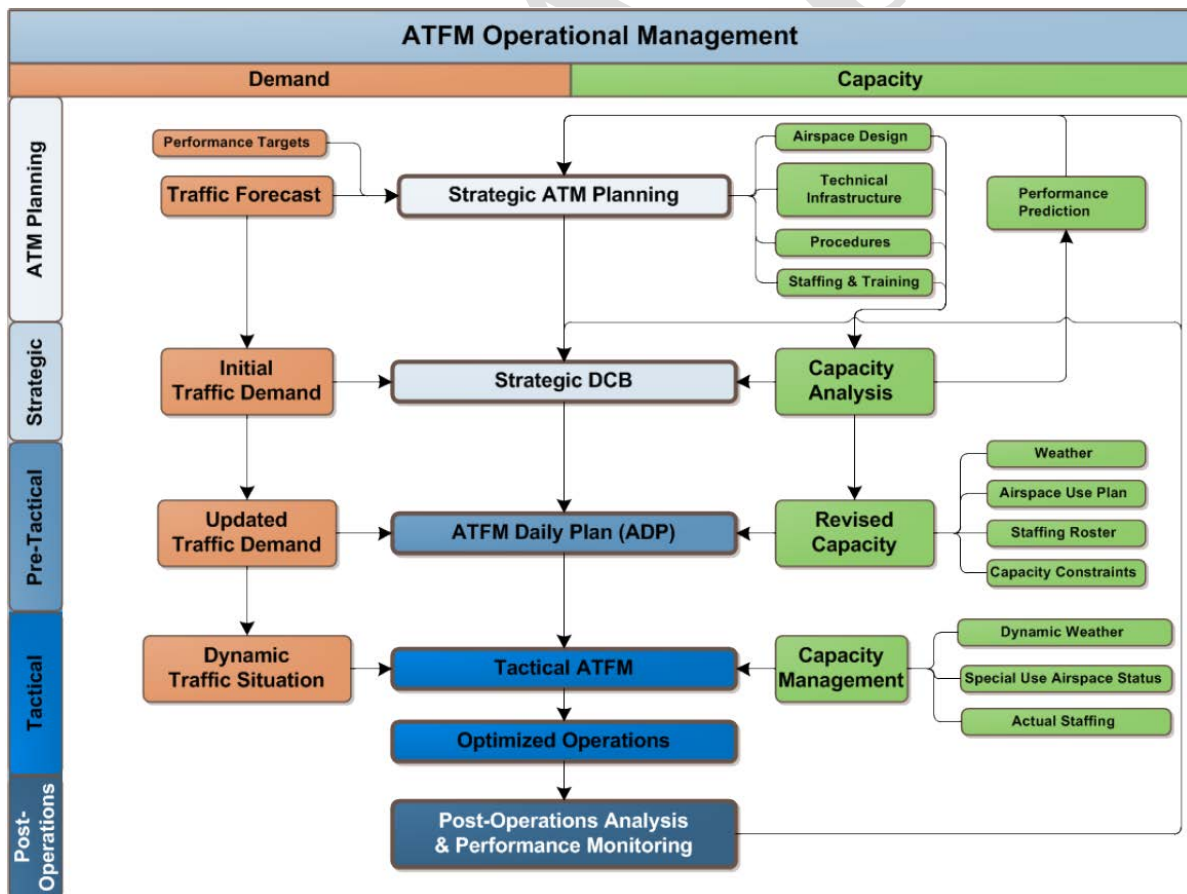 ATFM Operational Management
Demand
Capacity
ATM Planning
Performance Targets
Traffic Forecast
Strategic ATM Planning
Airspace Design
Technical
Infrastructure
Procedures
Staffing & Training
Performance
Prediction
Strategic
Initial
Traffic Demand
Strategic DCB
Capacity
Analysis
Pre-Tactical
Updated
Traffic Demand
ATFM Daily Plan (ADP)
Revised
Capacity
Weather
Airspace Use Plan
Staffing Roster
Capacity Constraints
Tactical
Dynamic
Traffic Situation
Tactical ATFM
Capacity
Management
Dynamic Weather
Special Use Airspace Status
Actual Staffing
Optimized Operations
Post-
Operations
Post-Operations Analysis
& Performance Monitoring